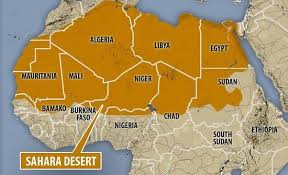 ALGERIA
LIBYA
EGYPT
MAURITANIA
MALI
NIGER
SUDAN
BAMAKO
BURKINA
FASO
CHAD
NIGERIA
SOUTH
SUDAN
ETHIOPIA
SAHARA DESERT